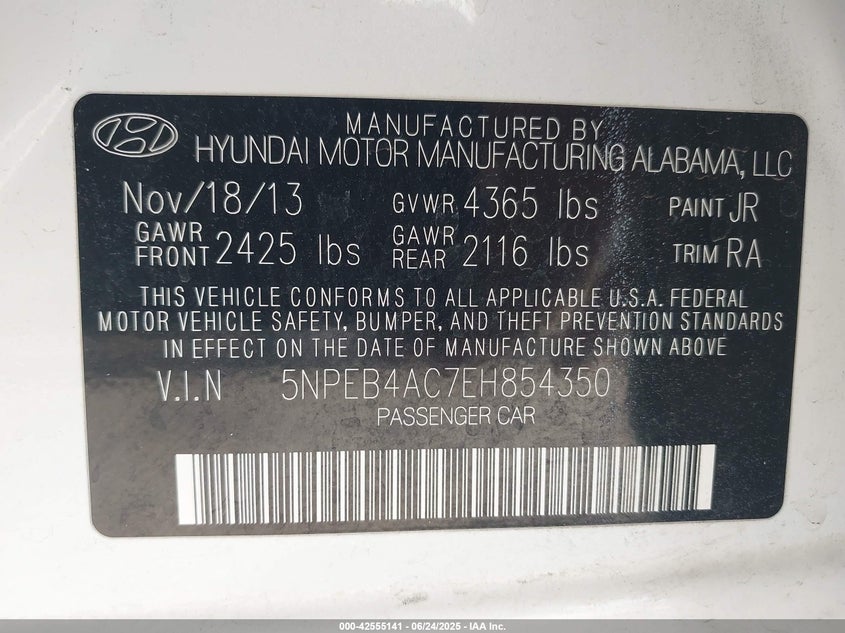 MANUFACTURED BY
HYUNDAI MOTOR MANUFACTURING ALABAMA, LLC
Nov/18/13 GVWR 4365 lbs PAINT JR
GAWR FRONT 2425 lbs GAWR REAR 2116 lbs TRIM RA
THIS VEHICLE CONFORMS TO ALL APPLICABLE U.S.A. FEDERAL
MOTOR VEHICLE SAFETY, BUMPER, AND THEFT PREVENTION STANDARDS
IN EFFECT ON THE DATE OF MANUFACTURE SHOWN ABOVE
V.I.N 5NPEB4AC7EH854350
PASSENGER CAR
000-42555141 - 06/24/2025 - IAA Inc.